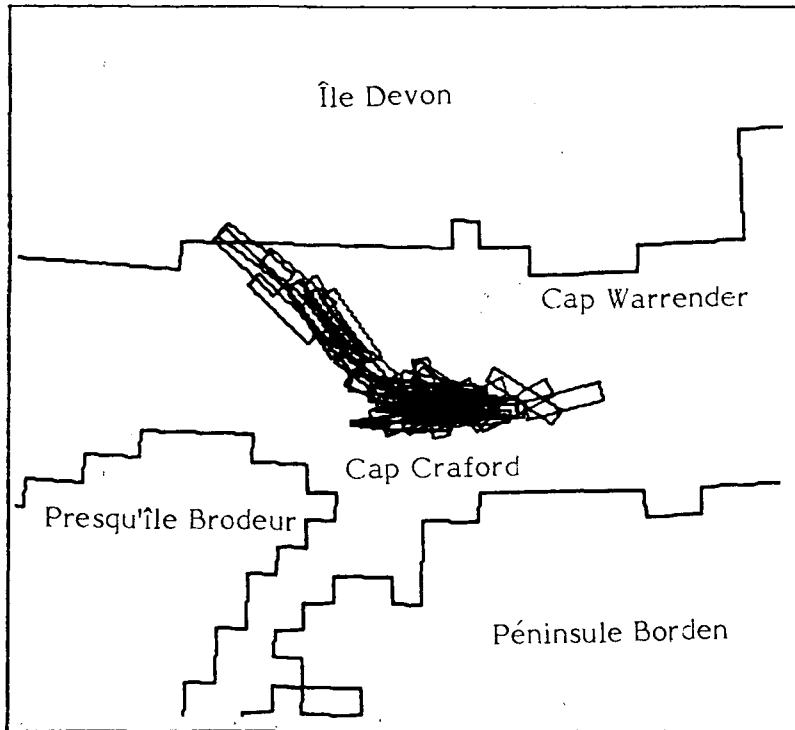 Île Devon
Cap Warrender
Cap Craford
Presqu'île Brodeur
Péninsule Borden